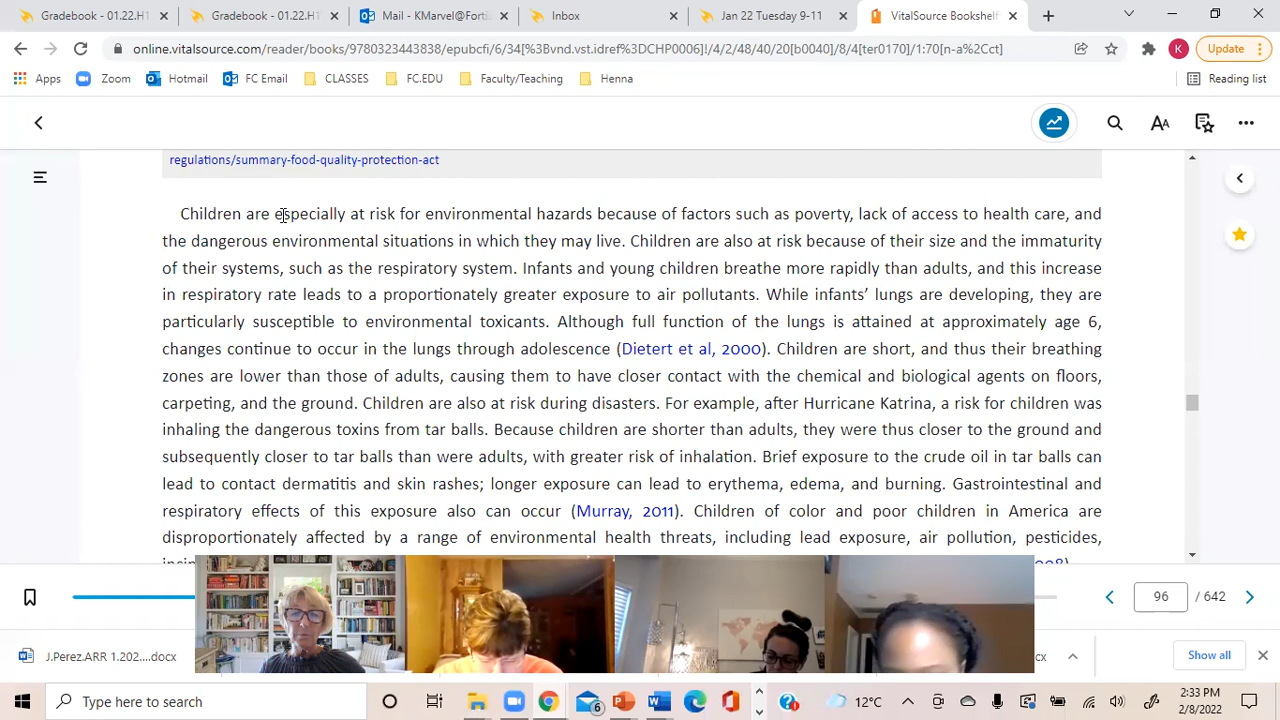 Gradebook - 01.22.H
Gradebook - 01.22.H1
Mail - KMarvel@Forti
Inbox
Jan 22 Tuesday 9-11
VitalSource Bookshelf
online.vitalsource.com/reader/books/9780323443838/epubcfi/6/34[%3Bvnd.vst.idref%3DCHP0006]!/4/2/48/40/20[b0040]/8/4[ter0170]/1:70[n-a%2Cct]
K
Update
Apps
Zoom
Hotmail
FC Email
CLASSES
FC.EDU
Faculty/Teaching
Henna
Reading list
regulations/summary-food-quality-protection-act
Children are especially at risk for environmental hazards because of factors such as poverty, lack of access to health care, and
the dangerous environmental situations in which they may live. Children are also at risk because of their size and the immaturity
of their systems, such as the respiratory system. Infants and young children breathe more rapidly than adults, and this increase
in respiratory rate leads to a proportionately greater exposure to air pollutants. While infants’ lungs are developing, they are
particularly susceptible to environmental toxicants. Although full function of the lungs is attained at approximately age 6,
changes continue to occur in the lungs through adolescence (Dietert et al, 2000). Children are short, and thus their breathing
zones are lower than those of adults, causing them to have closer contact with the chemical and biological agents on floors,
carpeting, and the ground. Children are also at risk during disasters. For example, after Hurricane Katrina, a risk for children was
inhaling the dangerous toxins from tar balls. Because children are shorter than adults, they were thus closer to the ground and
subsequently closer to tar balls than were adults, with greater risk of inhalation. Brief exposure to the crude oil in tar balls can
lead to contact dermatitis and skin rashes; longer exposure can lead to erythema, edema, and burning. Gastrointestinal and
respiratory effects of this exposure also can occur (Murray, 2011). Children of color and poor children in America are
disproportionately affected by a range of environmental health threats, including lead exposure, air pollution, pesticides,
96 / 642
J.Perez.ARR 1.202....docx
cx
Show all
Type here to search
6
12°C
2:33 PM
2/8/2022